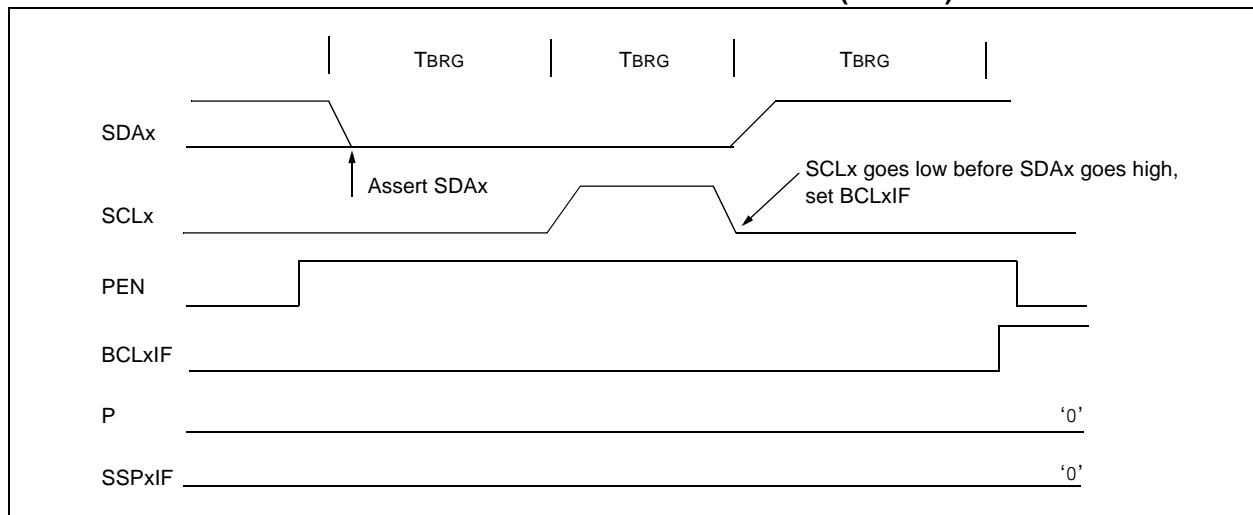 TBRG TBRG TBRG
SDAx
Assert SDAx
SCLx goes low before SDAx goes high,
set BCLxIF
SCLx
PEN
BCLxIF
P ‘0’
SSPxIF ‘0’